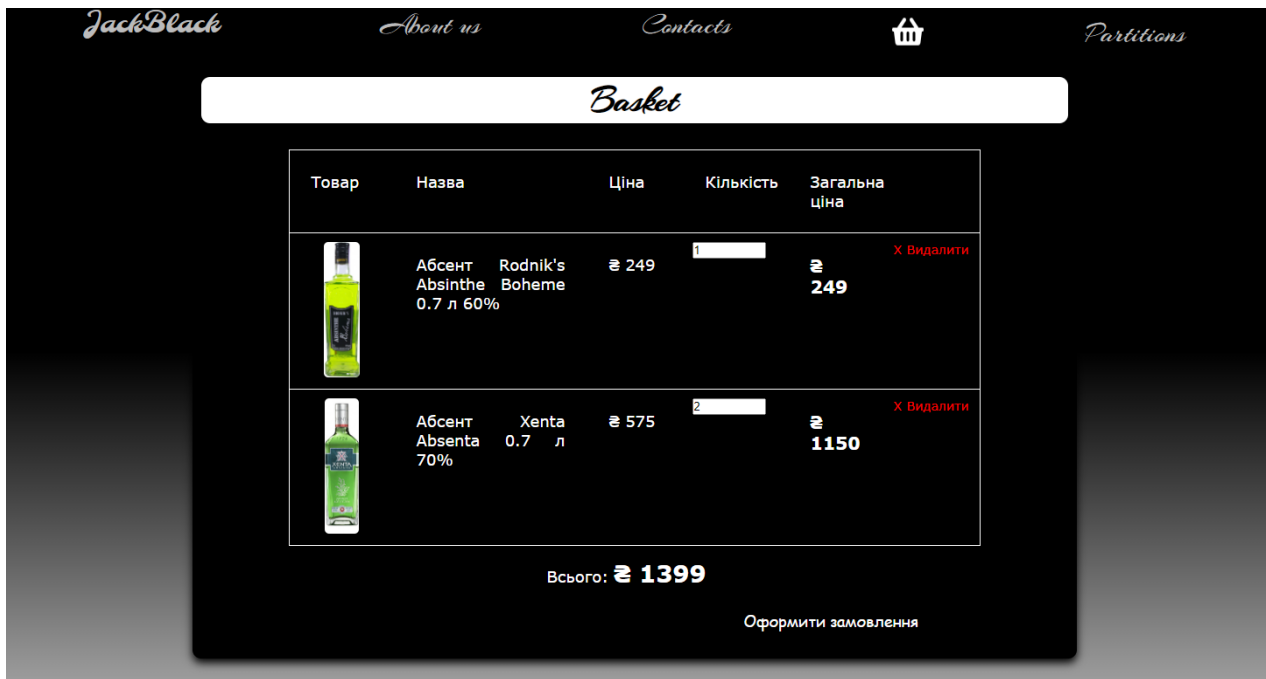 JackBlack About us Contacts Partitions
Basket
Товар Назва Ціна Кількість Загальна ціна
Абсент Rodnik's
Absinthe Boheme
0.7 л 60%
₴ 249
1
₴
249
X Видалити
Абсент Xenta
Absenta 0.7 л
70%
₴ 575
2
₴
1150
X Видалити
Всього: ₴ 1399
Оформити замовлення